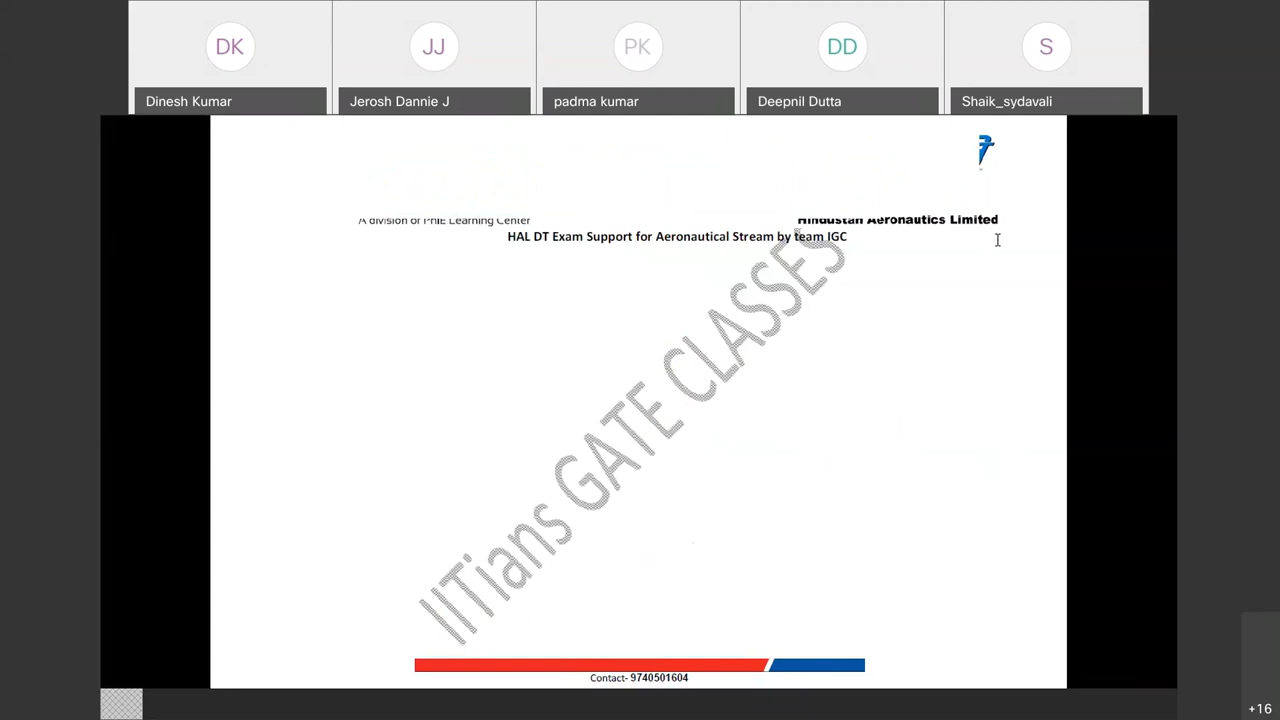 DK
JJ
PK
DD
S
Dinesh Kumar
Jerosh Dannie J
padma kumar
Deepnil Dutta
Shaik_sydavali
A division of PhIE Learning Center
Hindustan Aeronautics Limited
HAL DT Exam Support for Aeronautical Stream by team IGC
IITians GATE CLASSES
Contact- 9740501604
+16